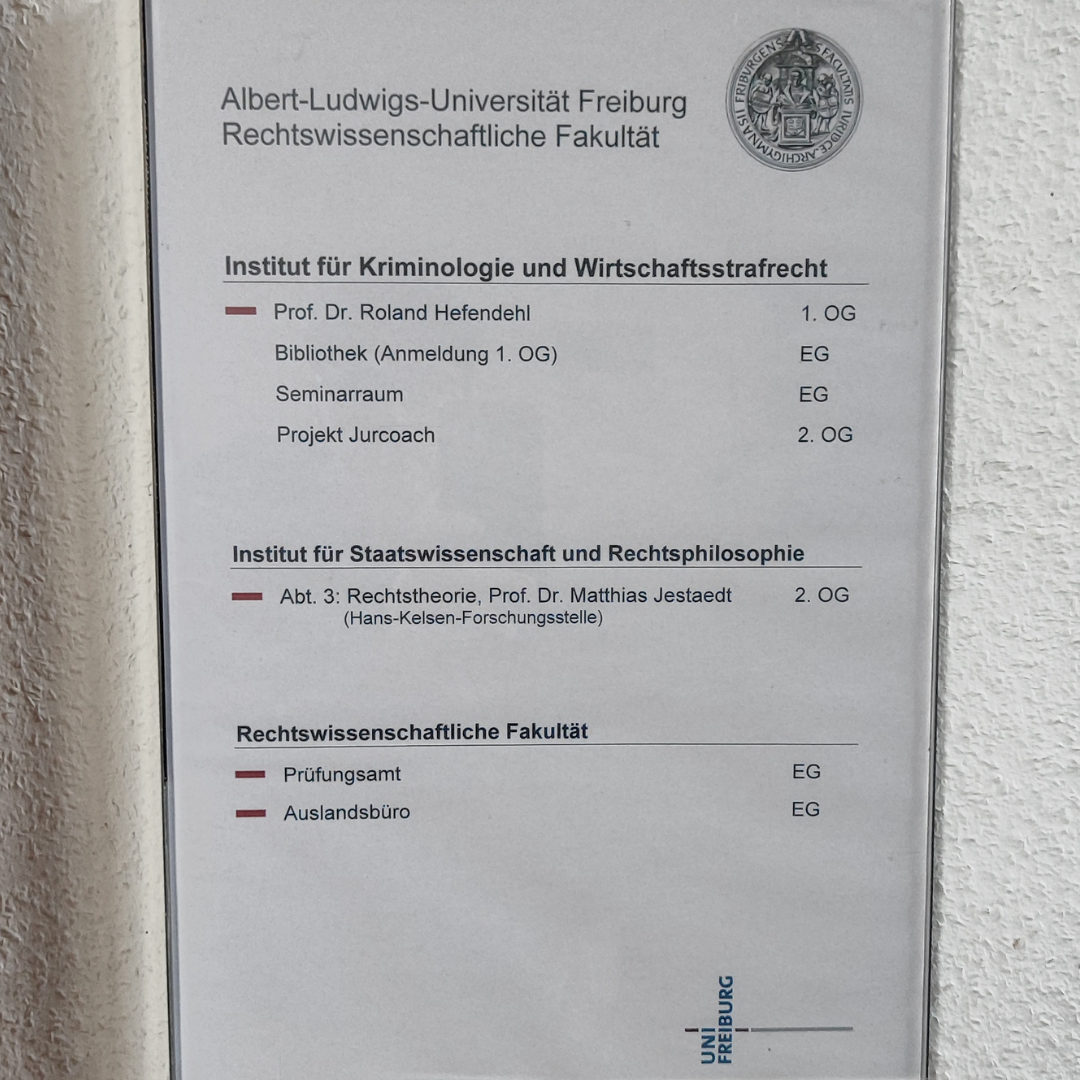 Albert-Ludwigs-Universität Freiburg
Rechtswissenschaftliche Fakultät
Institut für Kriminologie und Wirtschaftsstrafrecht
Prof. Dr. Roland Hefendehl 1. OG
Bibliothek (Anmeldung 1. OG) EG
Seminarraum EG
Projekt Jurcoach 2. OG
Institut für Staatswissenschaft und Rechtsphilosophie
Abt. 3: Rechtstheorie, Prof. Dr. Matthias Jestaedt 2. OG
(Hans-Kelsen-Forschungsstelle)
Rechtswissenschaftliche Fakultät
Prüfungsamt EG
Auslandsbüro EG
UNI
FREIBURG